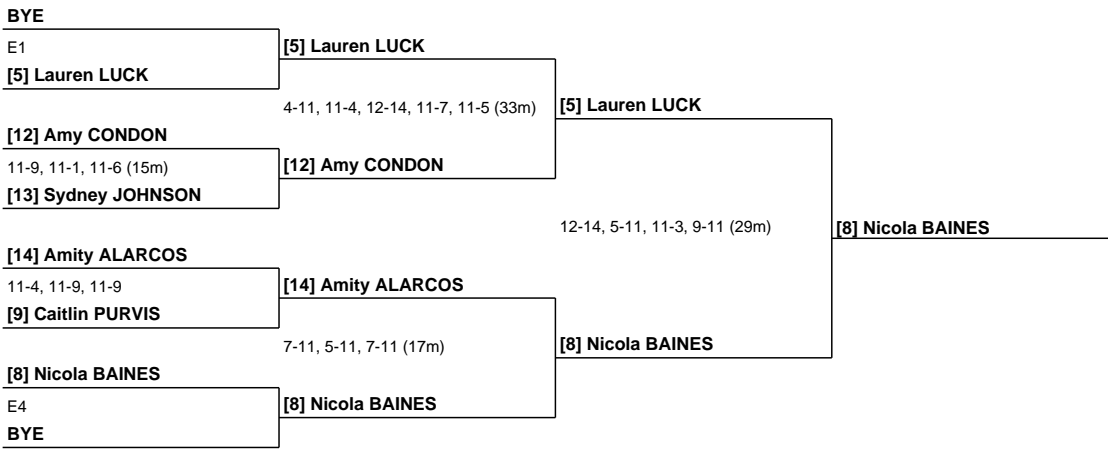 BYE
E1
[5] Lauren LUCK
[5] Lauren LUCK
4-11, 11-4, 12-14, 11-7, 11-5 (33m)
[5] Lauren LUCK
[12] Amy CONDON
11-9, 11-1, 11-6 (15m)
[12] Amy CONDON
[13] Sydney JOHNSON
12-14, 5-11, 11-3, 9-11 (29m)
[8] Nicola BAINES
[14] Amity ALARCOS
11-4, 11-9, 11-9
[14] Amity ALARCOS
[9] Caitlin PURVIS
7-11, 5-11, 7-11 (17m)
[8] Nicola BAINES
[8] Nicola BAINES
E4
[8] Nicola BAINES
BYE